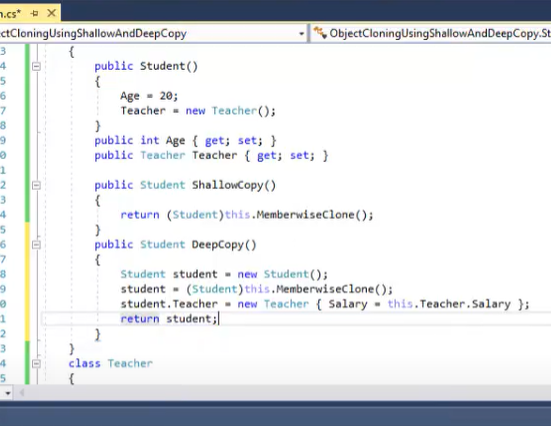 n.cs*
ctCloningUsingShallowAndDeepCopy
ObjectCloningUsingShallowAndDeepCopy.St
3 {
4 public Student()
5 {
6 Age = 20;
7 Teacher = new Teacher();
8 }
9 public int Age { get; set; }
0 public Teacher Teacher { get; set; }
1
2 public Student ShallowCopy()
3 {
4 return (Student)this.MemberwiseClone();
5 }
6 public Student DeepCopy()
7 {
8 Student student = new Student();
9 student = (Student)this.MemberwiseClone();
0 student.Teacher = new Teacher { Salary = this.Teacher.Salary };
1 return student;
2 }
3 }
4 class Teacher
5 {